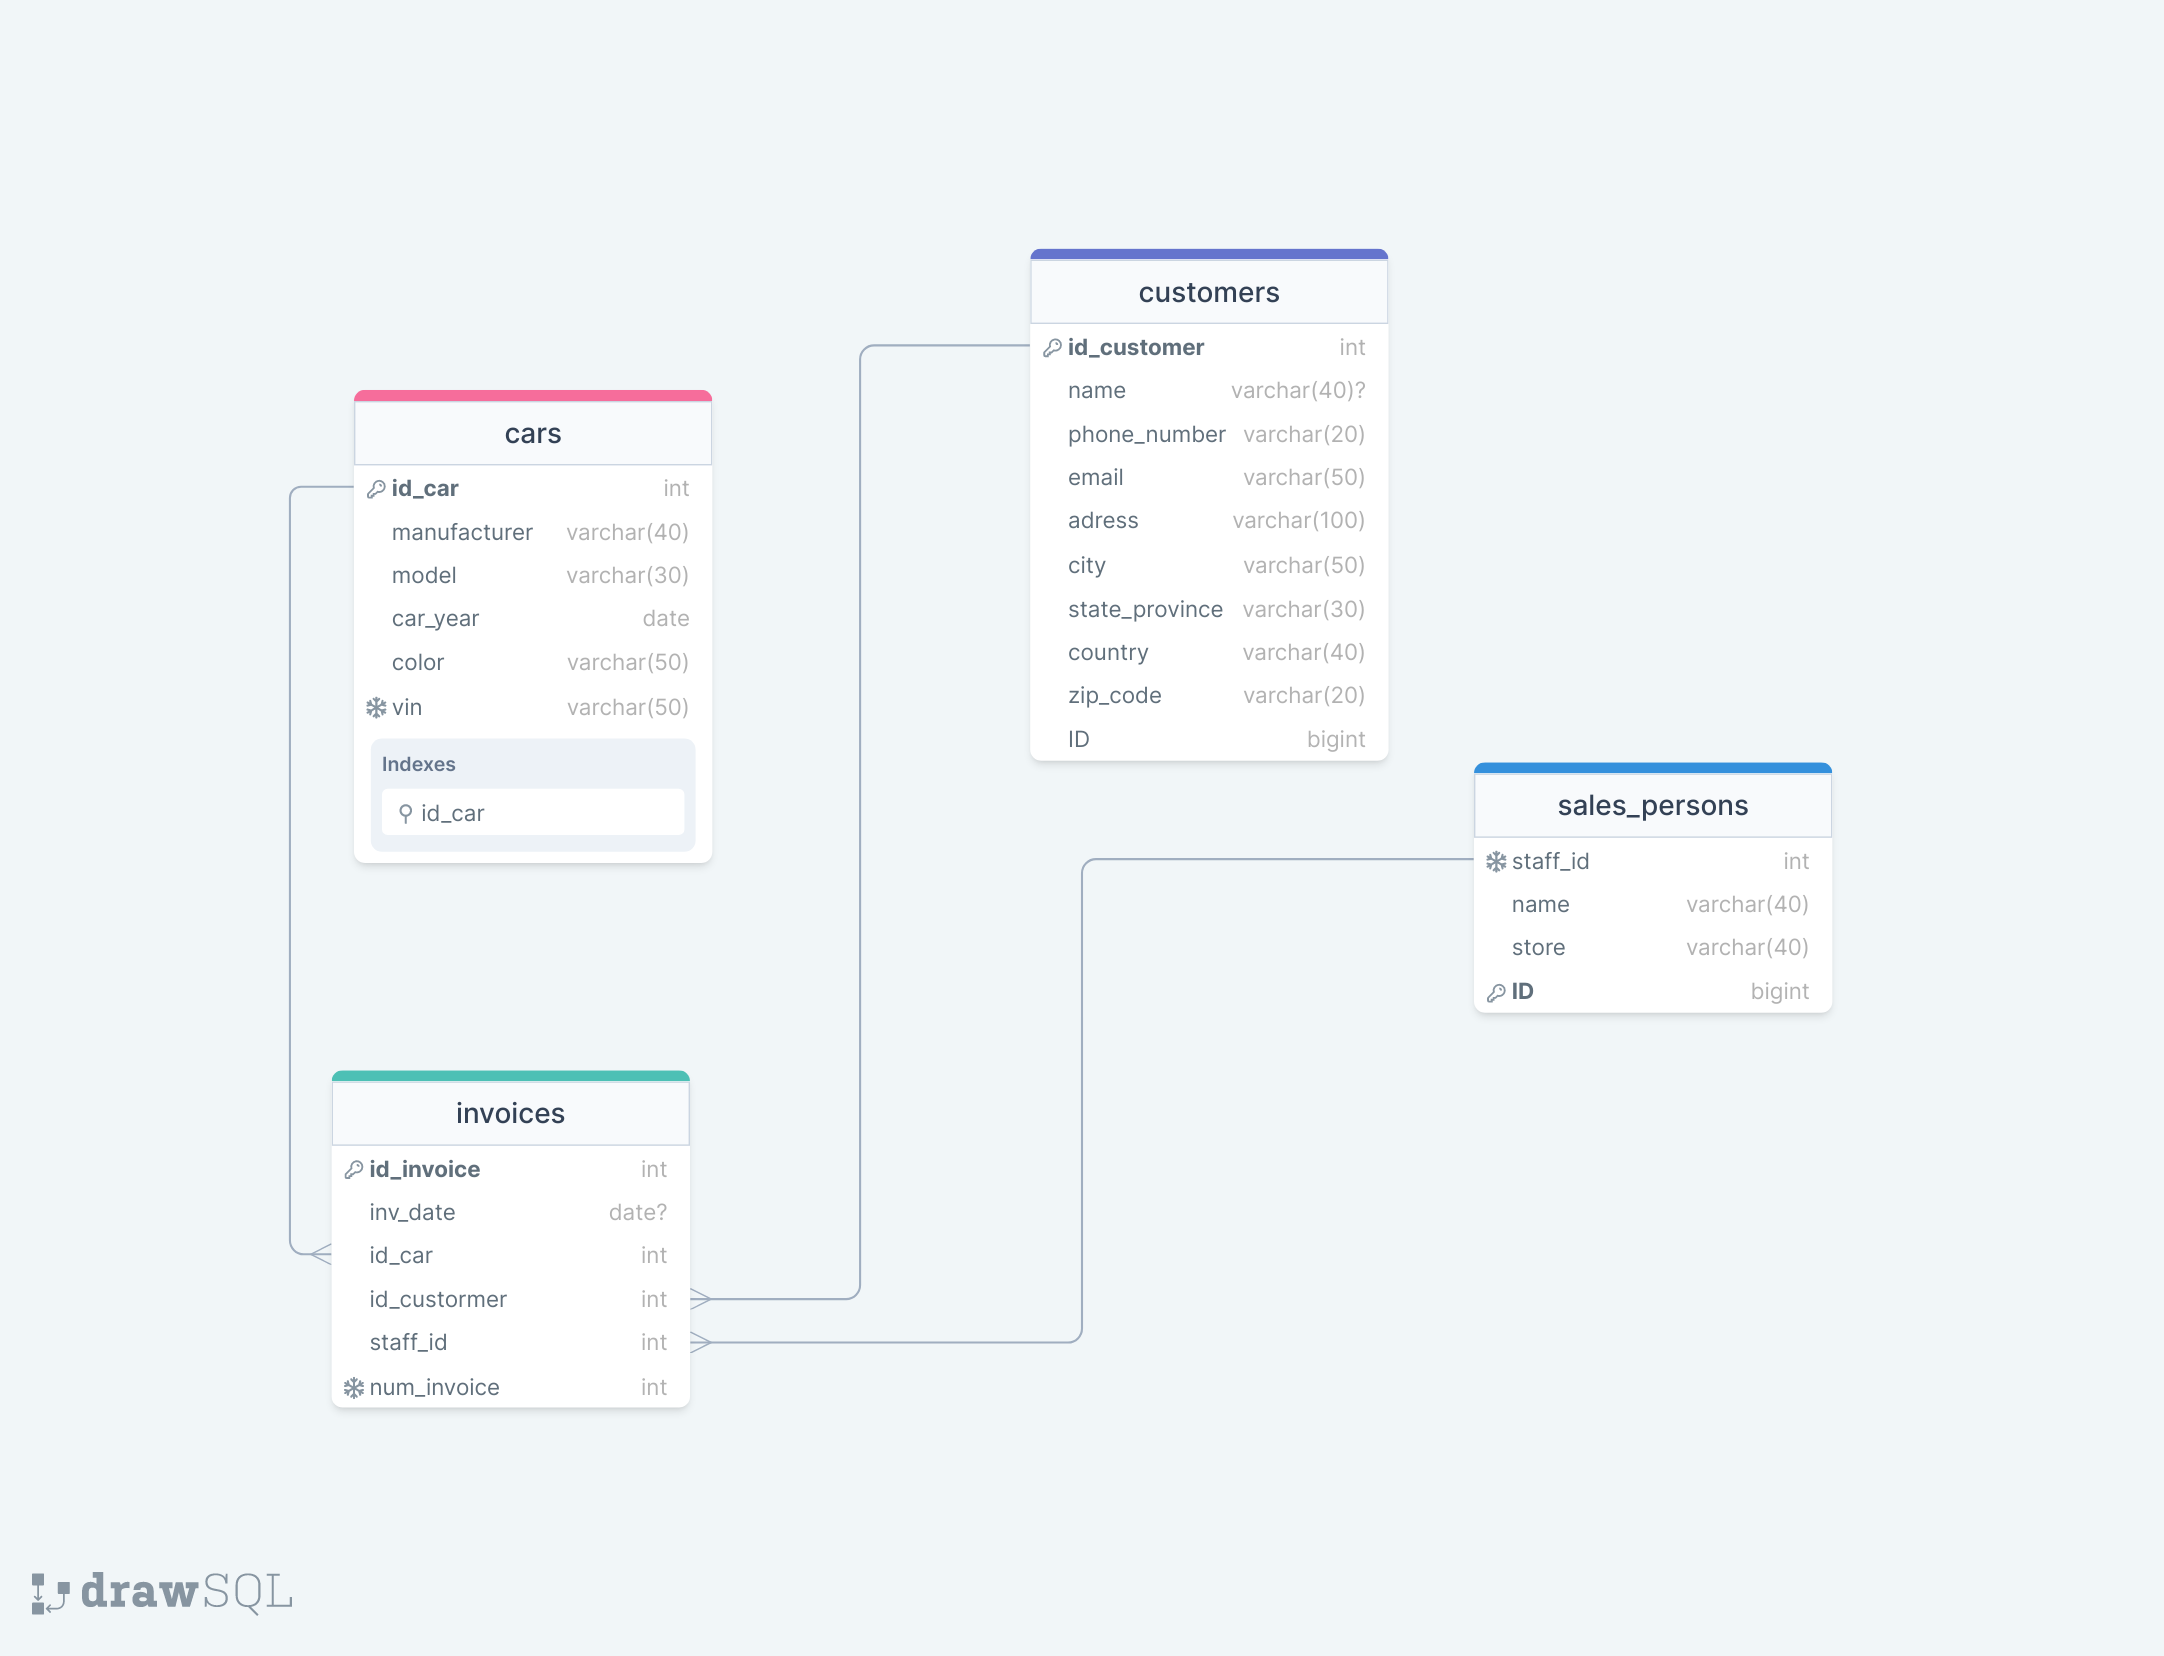 customers
id_customer int
name varchar(40)?
phone_number varchar(20)
email varchar(50)
adress varchar(100)
city varchar(50)
state_province varchar(30)
country varchar(40)
zip_code varchar(20)
ID bigint
cars
id_car int
manufacturer varchar(40)
model varchar(30)
car_year date
color varchar(50)
vin varchar(50)
Indexes
id_car
sales_persons
staff_id int
name varchar(40)
store varchar(40)
ID bigint
invoices
id_invoice int
inv_date date?
id_car int
id_custormer int
staff_id int
num_invoice int
drawSQL